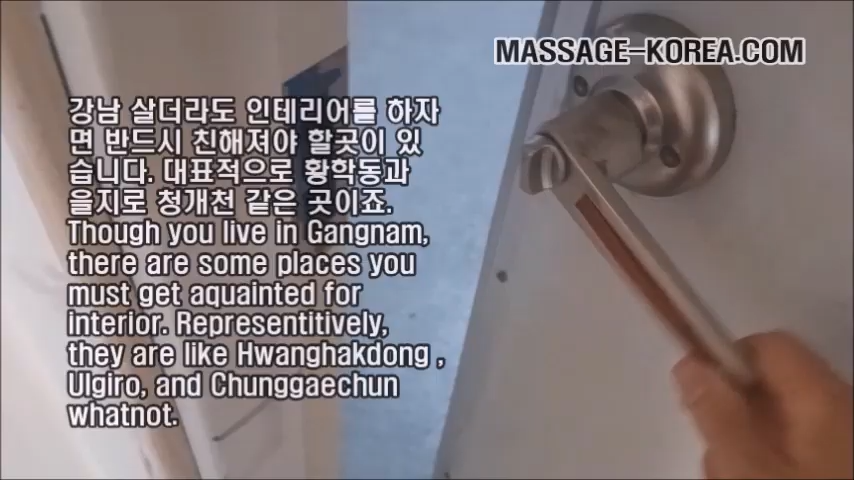 MASSAGE-KOREA.COM
강남 살더라도 인테리어를 하자
면 반드시 친해져야 할곳이 있
습니다. 대표적으로 황학동과
을지로 청개천 같은 곳이죠.
Though you live in Gangnam,
there are some places you
must get aquainted for
interior. Representitively,
they are like Hwanghakdong ,
Ulgiro, and Chunggaechun
whatnot.